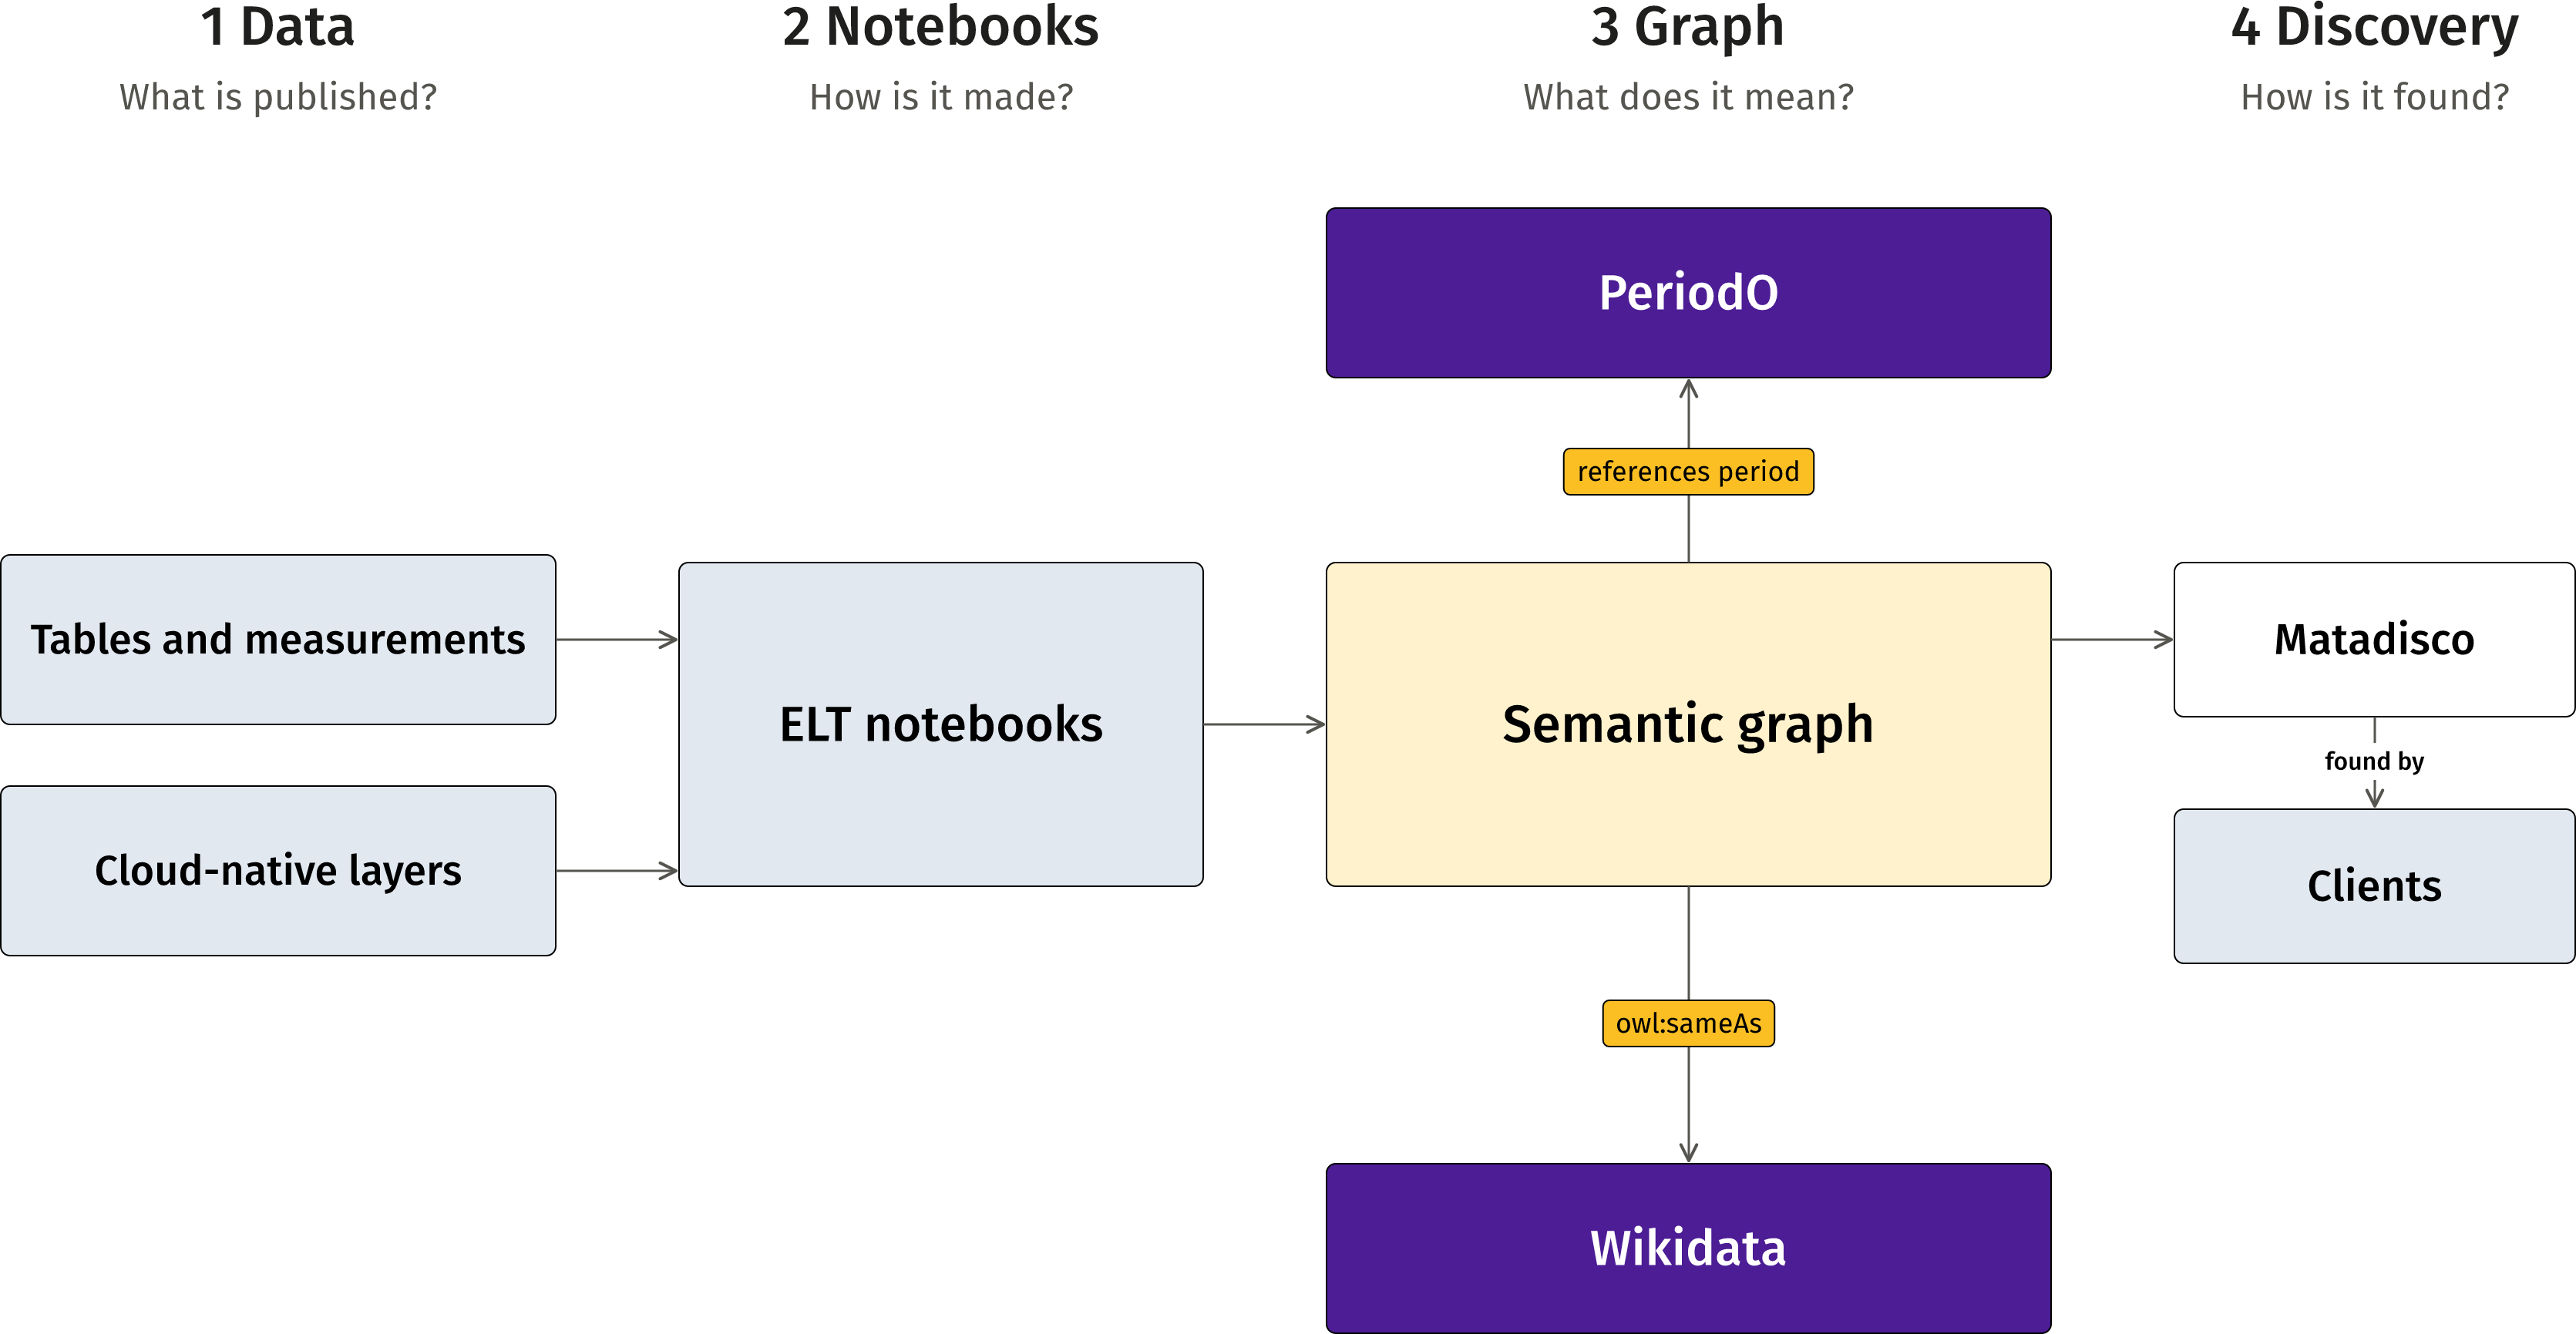 1 Data
What is published?
2 Notebooks
How is it made?
3 Graph
What does it mean?
4 Discovery
How is it found?
PeriodO
references period
Tables and measurements
Cloud-native layers
ELT notebooks
Semantic graph
Matadisco
found by
Clients
owl:sameAs
Wikidata